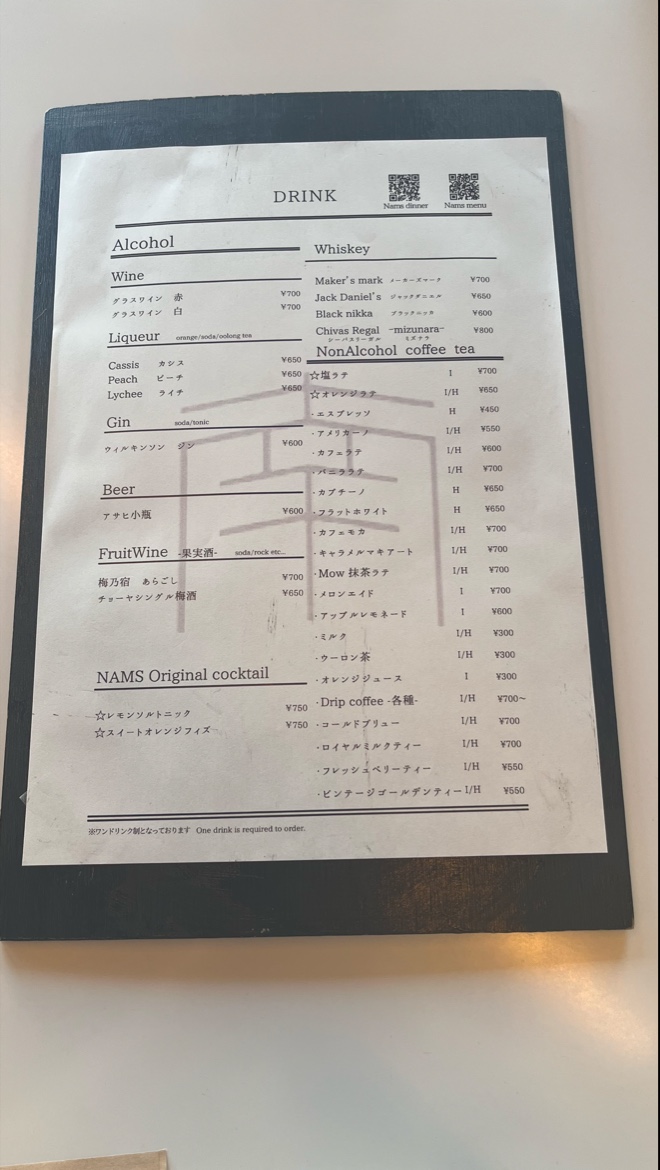 DRINK
Nams dinner
Nams menu
Alcohol
Wine
グラスワイン 赤 ¥700
グラスワイン 白 ¥700
Liqueur orange/soda/oolong tea
Cassis カシス ¥650
Peach ピーチ ¥650
Lychee ライチ ¥650
Gin soda/tonic
ウィルキンソン ジン ¥600
Beer
アサヒ小瓶 ¥600
FruitWine -果実酒- soda/rock etc...
梅乃宿 あらごし ¥700
チョーヤシングル梅酒 ¥650
NAMS Original cocktail
☆レモンソルトニック ¥750
☆スイートオレンジフィズ ¥750
Whiskey
Maker's mark メーカーズマーク ¥700
Jack Daniel's ジャックダニエル ¥650
Black nikka ブラックニッカ ¥600
Chivas Regal -mizunara- ¥800
シーバスリーガル ミズナラ
NonAlcohol coffee tea
☆塩ラテ I ¥700
☆オレンジラテ I/H ¥650
・エスプレッソ H ¥450
・アメリカーノ I/H ¥550
・カフェラテ I/H ¥600
・バニララテ I/H ¥700
・カプチーノ H ¥650
・フラットホワイト H ¥650
・カフェモカ I/H ¥700
・キャラメルマキアート I/H ¥700
・Mow 抹茶ラテ I/H ¥700
・メロンエイド I ¥700
・アップルレモネード I ¥600
・ミルク I/H ¥300
・ウーロン茶 I/H ¥300
・オレンジジュース I ¥300
・Drip coffee -各種- I/H ¥700~
・コールドブリュー I/H ¥700
・ロイヤルミルクティー I/H ¥700
・フレッシュベリーティー I/H ¥550
・ビンテージゴールデンティー I/H ¥550
※ワンドリンク制となっております One drink is required to order.